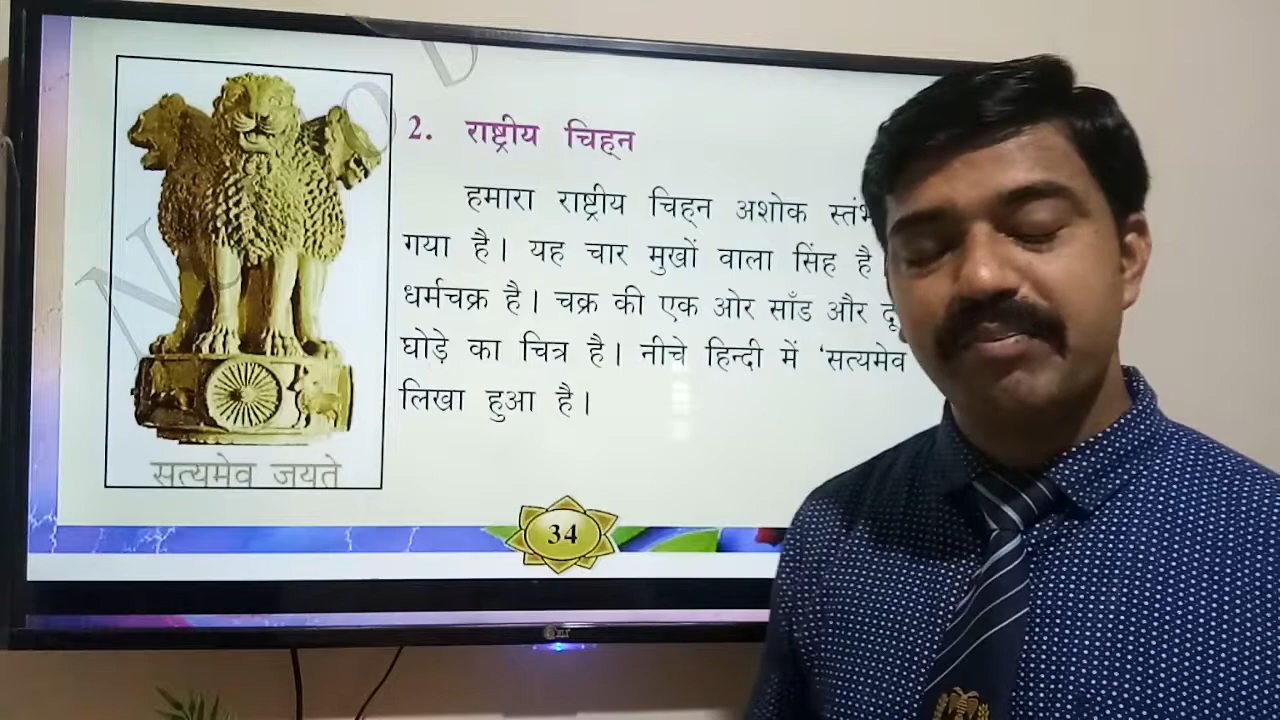 2. राष्ट्रीय चिह्न
हमारा राष्ट्रीय चिह्न अशोक स्तंभ
गया है। यह चार मुखों वाला सिंह है
धर्मचक्र है। चक्र की एक ओर साँड और
घोड़े का चित्र है। नीचे हिन्दी में ‘सत्यमेव
लिखा हुआ है।
सत्यमेव जयते
34